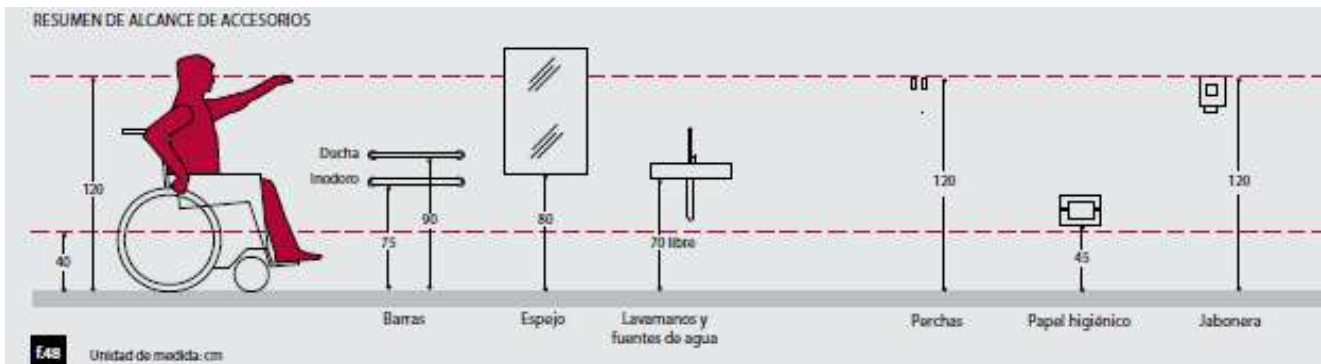 RESUMEN DE ALCANCE DE ACCESORIOS
120
40
Ducha
Inodoro
75
90
80
70 libre
120
45
120
Barras
Espejo
Lavamanos y
fuentes de agua
Perchas
Papel higiénico
Jabonera
f.48
Unidad de medida: cm